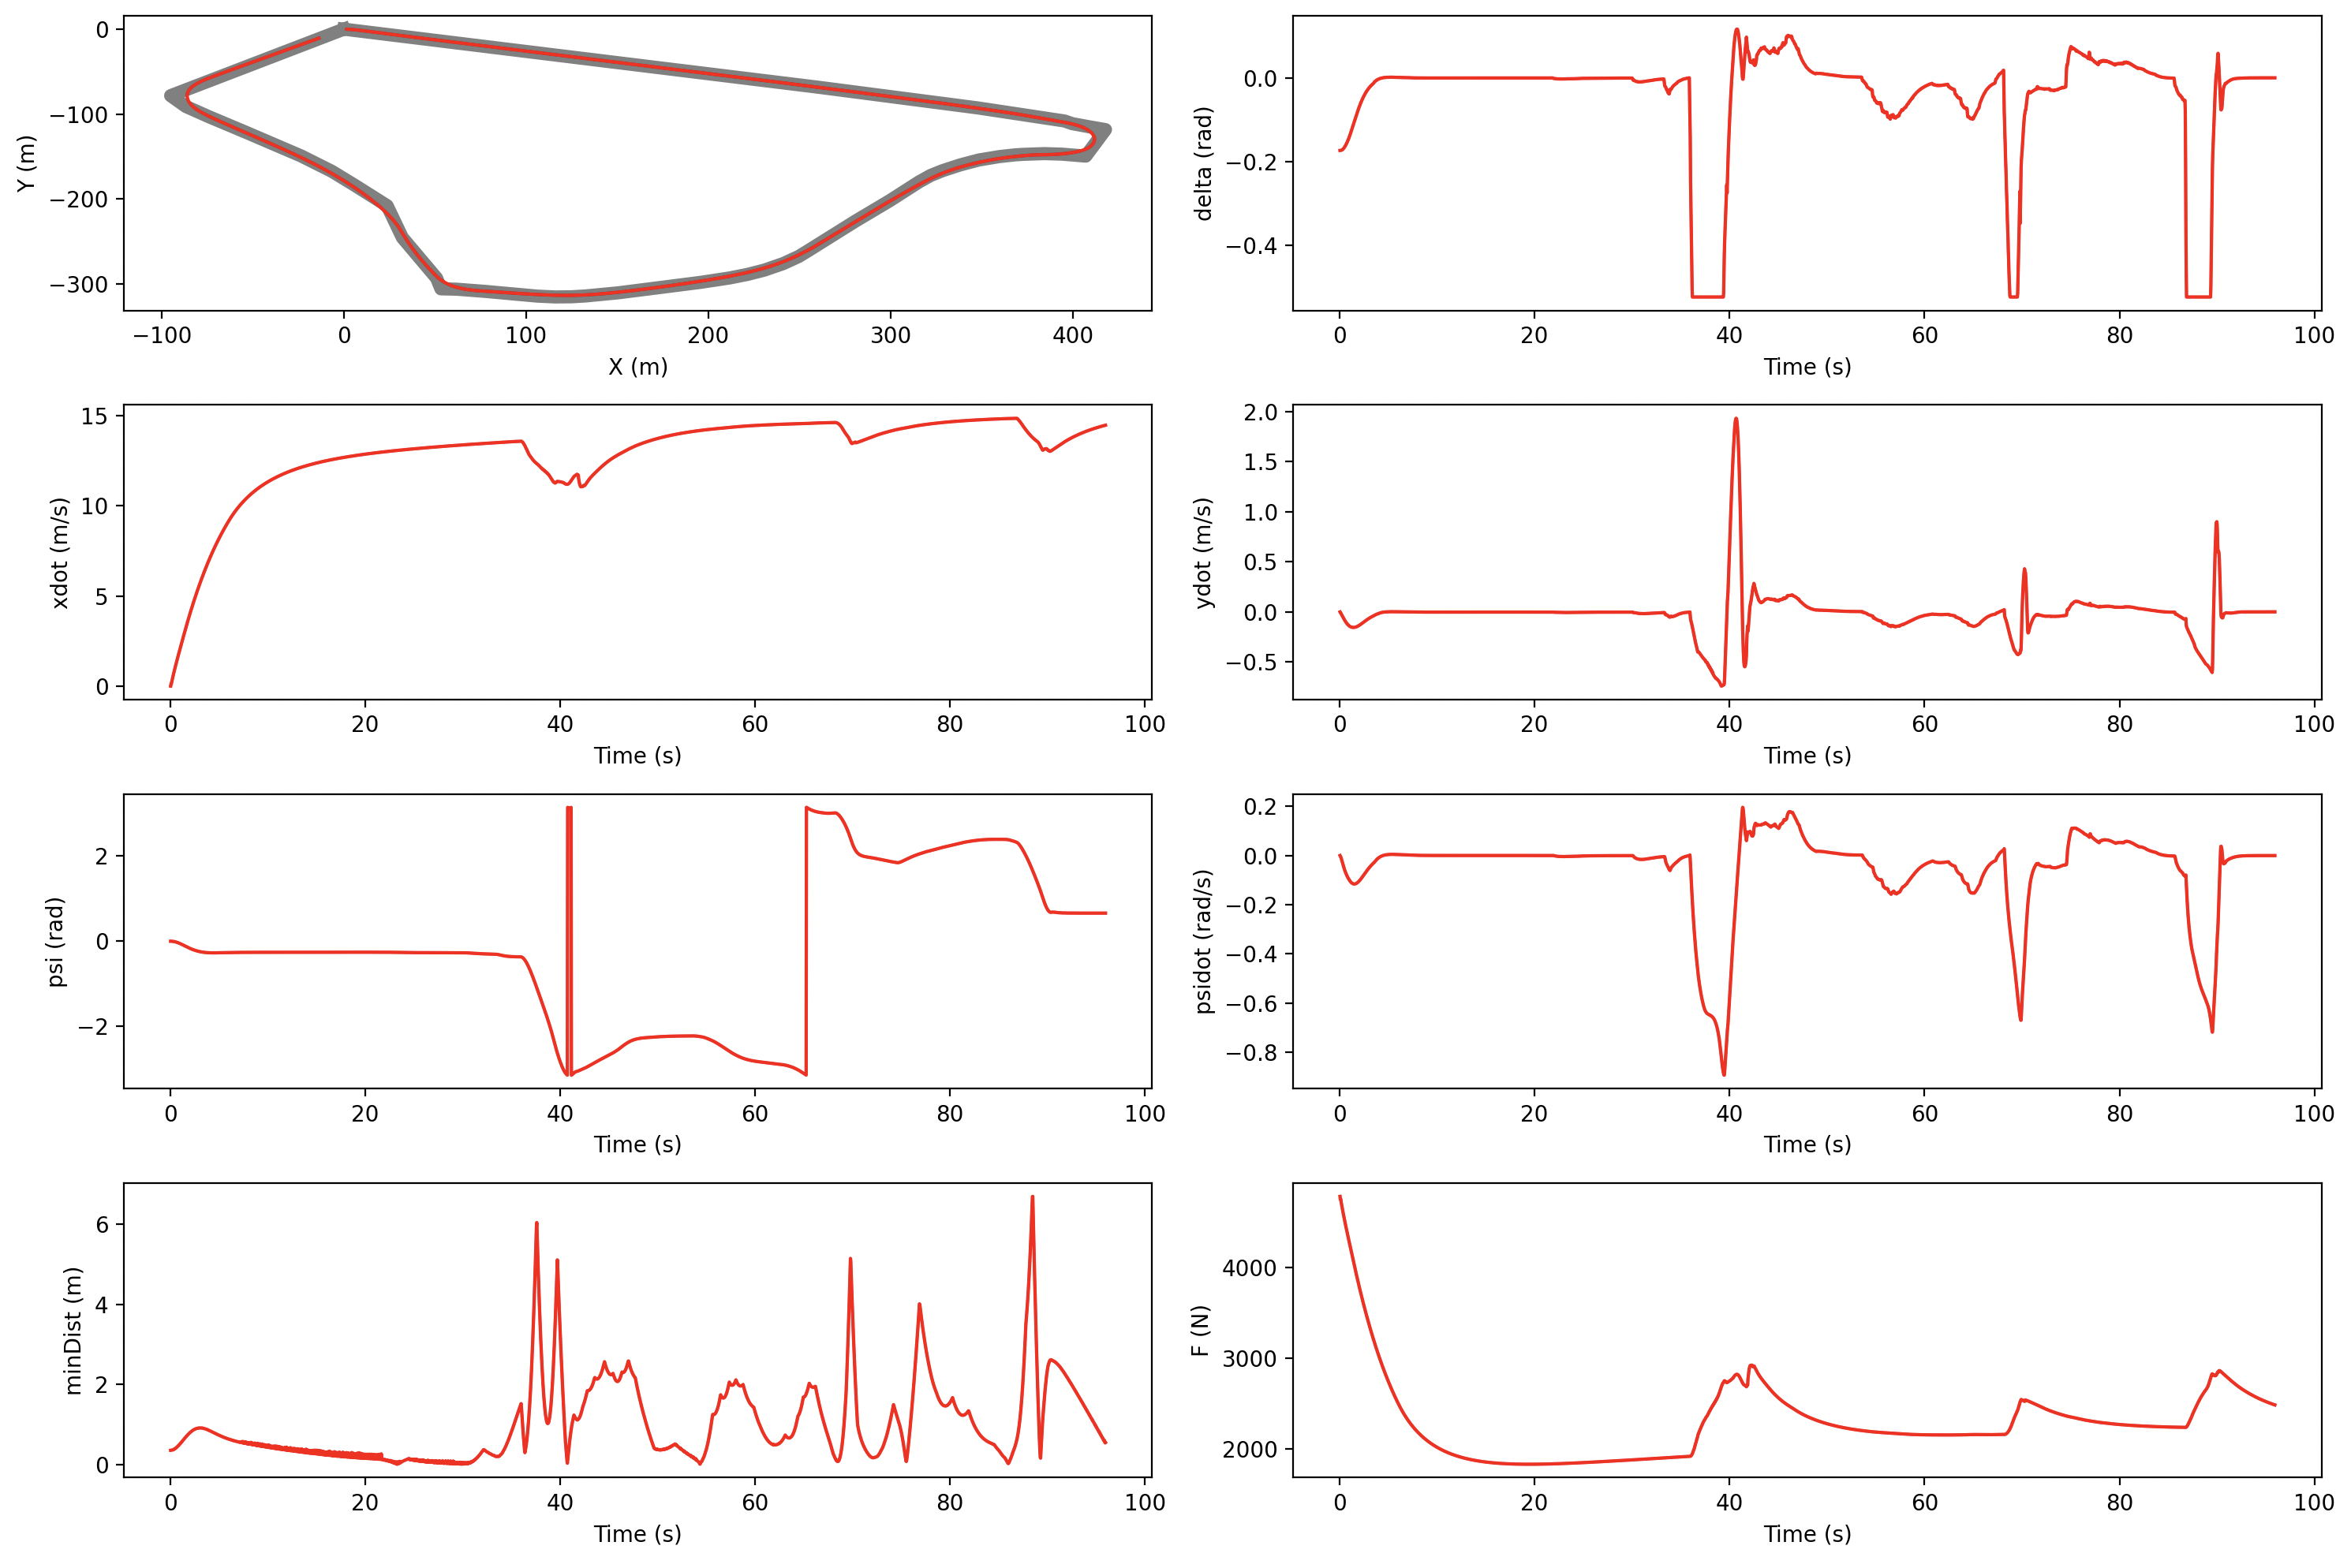 0
−100
−200
−300
Y (m)
−100 0 100 200 300 400
X (m)
0.0
−0.2
−0.4
delta (rad)
0 20 40 60 80 100
Time (s)
15
10
5
0
xdot (m/s)
0 20 40 60 80 100
Time (s)
2.0
1.5
1.0
0.5
0.0
−0.5
ydot (m/s)
0 20 40 60 80 100
Time (s)
2
0
−2
psi (rad)
0 20 40 60 80 100
Time (s)
0.2
0.0
−0.2
−0.4
−0.6
−0.8
psidot (rad/s)
0 20 40 60 80 100
Time (s)
6
4
2
0
minDist (m)
0 20 40 60 80 100
Time (s)
4000
3000
2000
F (N)
0 20 40 60 80 100
Time (s)